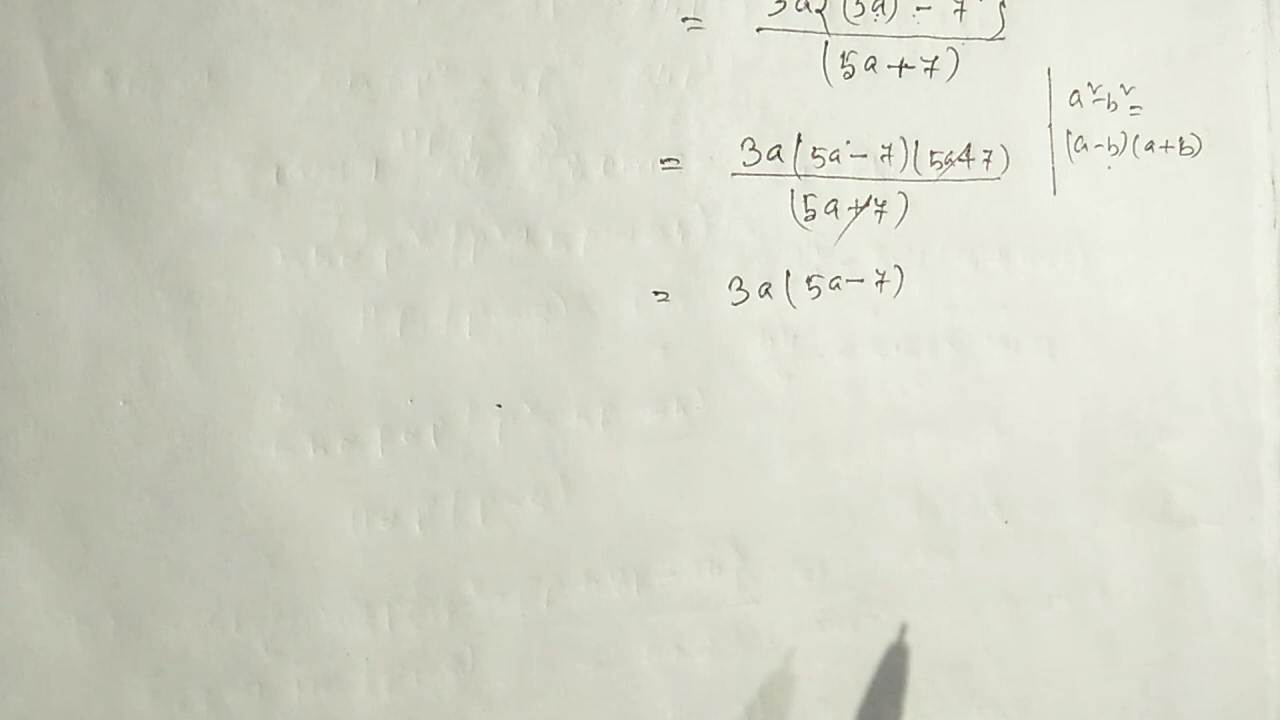 =
(5a+7)
a²-b²=
(a-b)(a+b)
= 3a(5a-7)(5a+7)
(5a+7)
= 3a(5a-7)